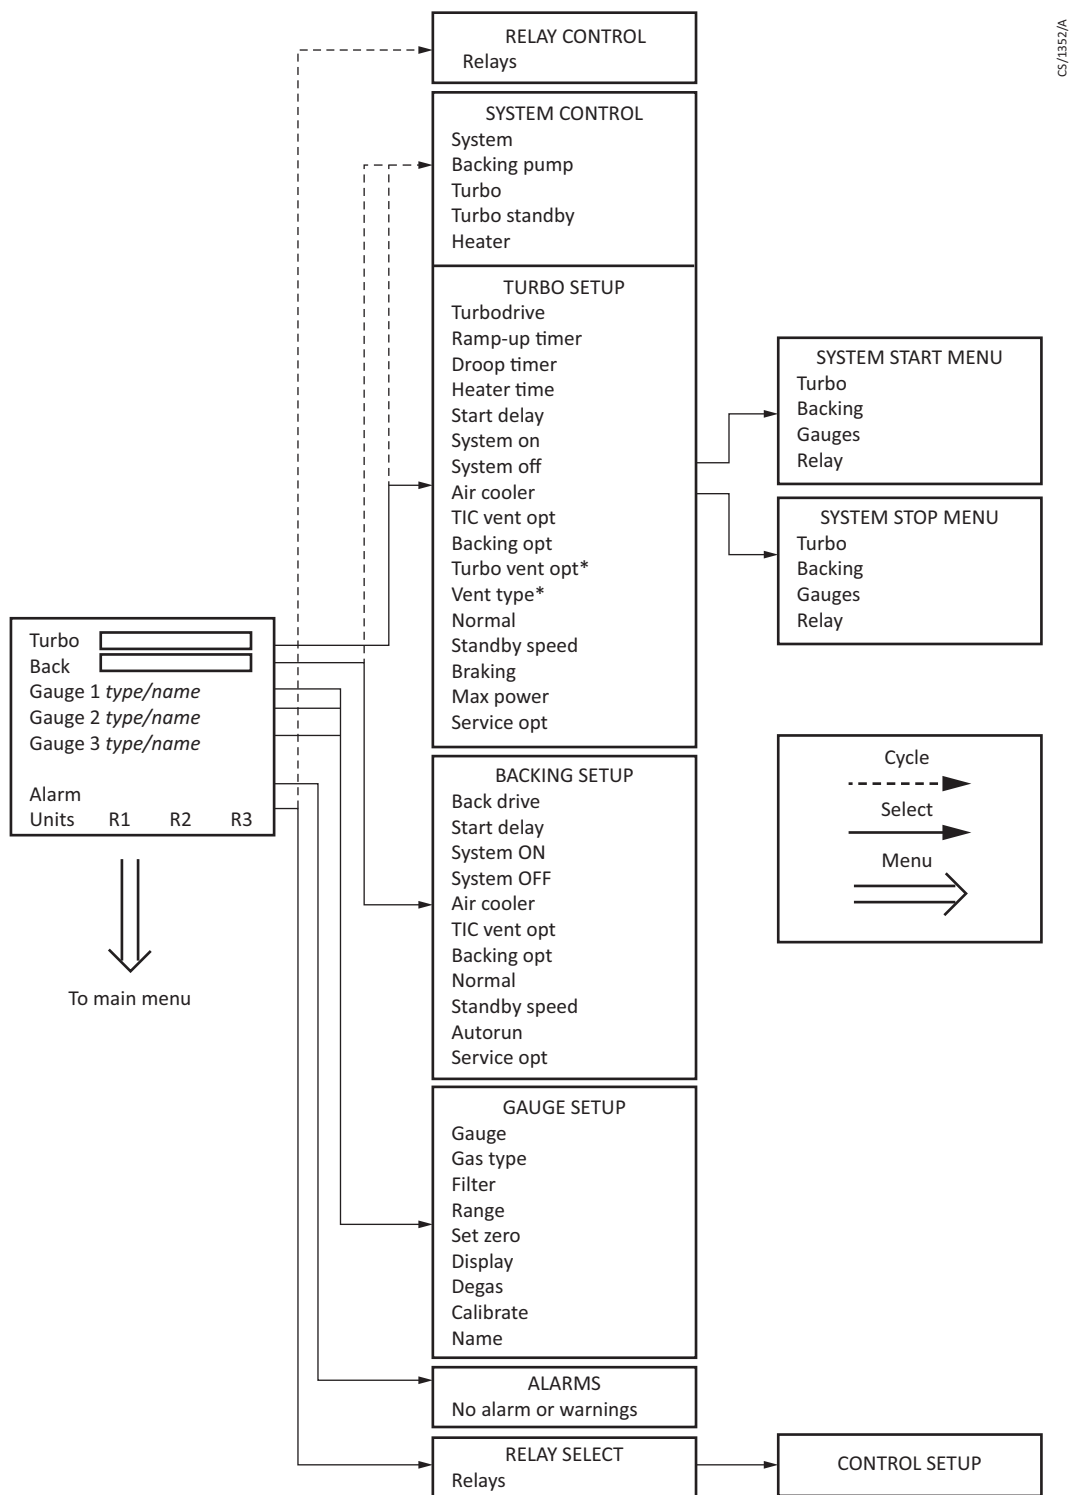 CS/1352/A
RELAY CONTROL
Relays
SYSTEM CONTROL
System
Backing pump
Turbo
Turbo standby
Heater
TURBO SETUP
Turbodrive
Ramp-up timer
Droop timer
Heater time
Start delay
System on
System off
Air cooler
TIC vent opt
Backing opt
Turbo vent opt*
Vent type*
Normal
Standby speed
Braking
Max power
Service opt
SYSTEM START MENU
Turbo
Backing
Gauges
Relay
SYSTEM STOP MENU
Turbo
Backing
Gauges
Relay
Turbo
Back
Gauge 1 type/name
Gauge 2 type/name
Gauge 3 type/name
Alarm
Units R1 R2 R3
To main menu
Cycle
Select
Menu
BACKING SETUP
Back drive
Start delay
System ON
System OFF
Air cooler
TIC vent opt
Backing opt
Normal
Standby speed
Autorun
Service opt
GAUGE SETUP
Gauge
Gas type
Filter
Range
Set zero
Display
Degas
Calibrate
Name
ALARMS
No alarm or warnings
RELAY SELECT
Relays
CONTROL SETUP